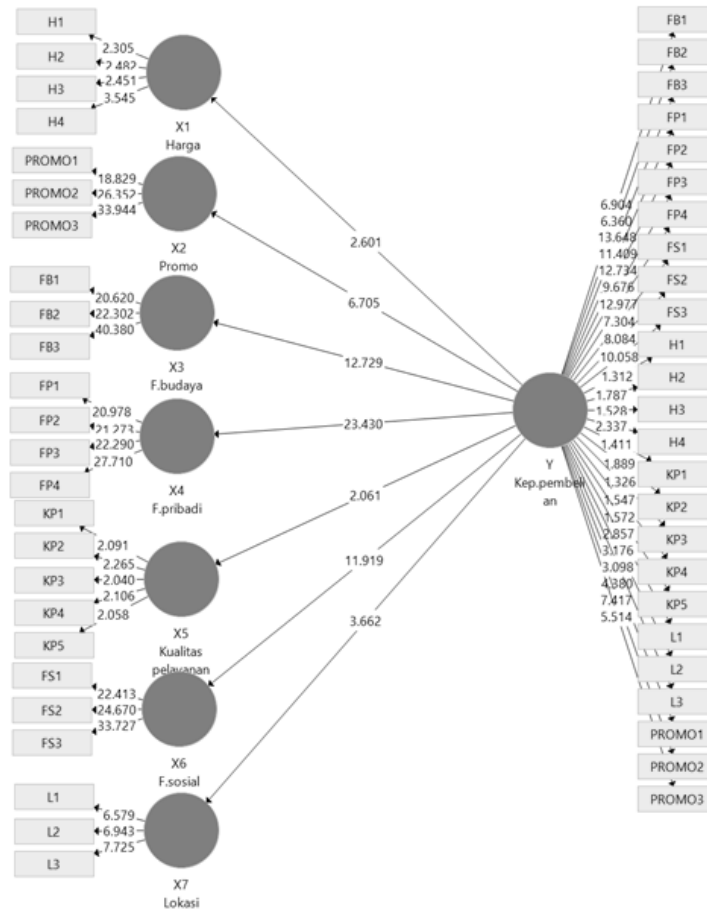 H1
H2
H3
H4
2.305
2.482
2.451
3.545
X1
Harga
PROMO1
PROMO2
PROMO3
18.829
26.352
33.944
X2
Promo
FB1
FB2
FB3
20.620
22.302
40.380
X3
F.budaya
FP1
FP2
FP3
FP4
20.978
21.273
22.290
27.710
X4
F.pribadi
KP1
KP2
KP3
KP4
KP5
2.091
2.265
2.040
2.106
2.058
X5
Kualitas
pelayanan
FS1
FS2
FS3
22.413
24.670
33.727
X6
F.sosial
L1
L2
L3
6.579
6.943
7.725
X7
Lokasi
2.601
6.705
12.729
23.430
2.061
11.919
3.662
Y
Kep.pembeli
an
6.904
6.360
13.648
11.409
12.734
9.676
12.977
7.304
8.084
10.058
1.312
1.787
1.528
2.337
1.411
1.889
1.326
1.547
1.572
2.857
3.176
3.098
4.380
7.417
5.514
FB1
FB2
FB3
FP1
FP2
FP3
FP4
FS1
FS2
FS3
H1
H2
H3
H4
KP1
KP2
KP3
KP4
KP5
L1
L2
L3
PROMO1
PROMO2
PROMO3